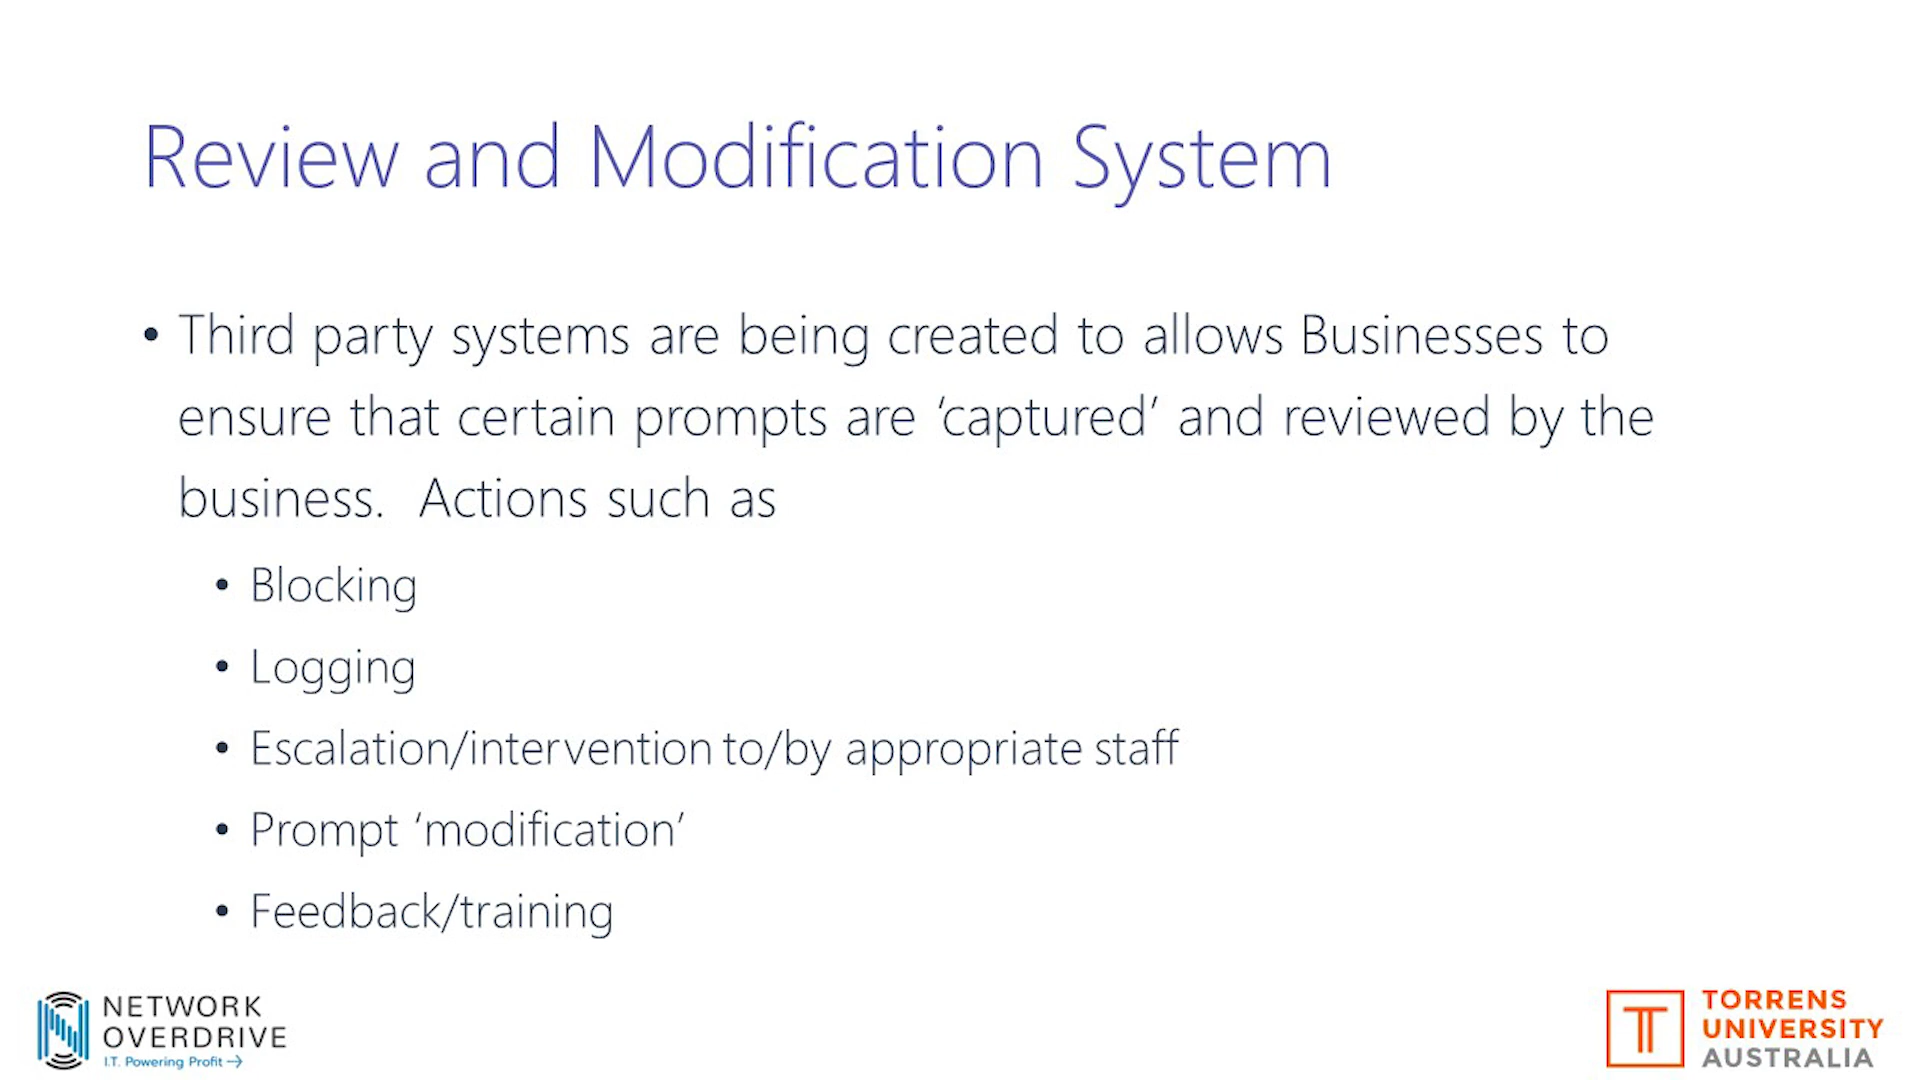 Review and Modification System
• Third party systems are being created to allows Businesses to
ensure that certain prompts are ‘captured’ and reviewed by the
business.  Actions such as
• Blocking
• Logging
• Escalation/intervention to/by appropriate staff
• Prompt ‘modification’
• Feedback/training
NETWORK
OVERDRIVE
I.T. Powering Profit →
TORRENS
UNIVERSITY
AUSTRALIA